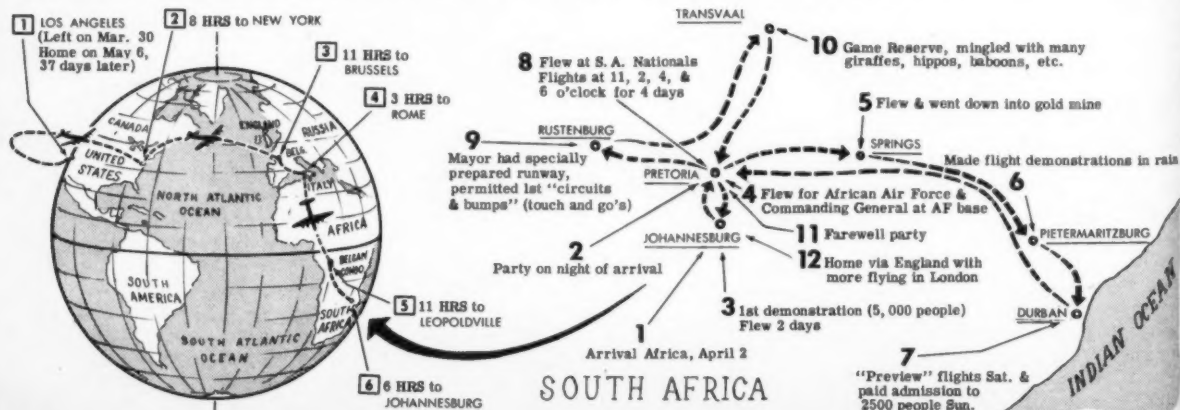 1 LOS ANGELES
(Left on Mar. 30
Home on May 6,
37 days later)
2 8 HRS to NEW YORK
3 11 HRS to
BRUSSELS
4 3 HRS to
ROME
5 11 HRS to
LEOPOLDVILLE
6 6 HRS to
JOHANNESBURG
CANADA
UNITED
STATES
ENGLAND
BELG.
RUSSIA
ITALY
NORTH ATLANTIC
OCEAN
AFRICA
BELGIAN
CONGO
SOUTH
AMERICA
SOUTH
AFRICA
SOUTH ATLANTIC
OCEAN
TRANSVAAL
10 Game Reserve, mingled with many
giraffes, hippos, baboons, etc.
8 Flew at S. A. Nationals
Flights at 11, 2, 4, &
6 o'clock for 4 days
5 Flew & went down into gold mine
9 RUSTENBURG
Mayor had specially
prepared runway,
permitted 1st "circuits
& bumps" (touch and go's)
SPRINGS
Made flight demonstrations in rain
6
PRETORIA
4 Flew for African Air Force &
Commanding General at AF base
11 Farewell party
PIETERMARITZBURG
JOHANNESBURG
12 Home via England with
more flying in London
2
Party on night of arrival
3 1st demonstration (5,000 people)
Flew 2 days
DURBAN
1
Arrival Africa, April 2
7
"Preview" flights Sat. &
paid admission to
2500 people Sun.
SOUTH AFRICA
INDIAN OCEAN